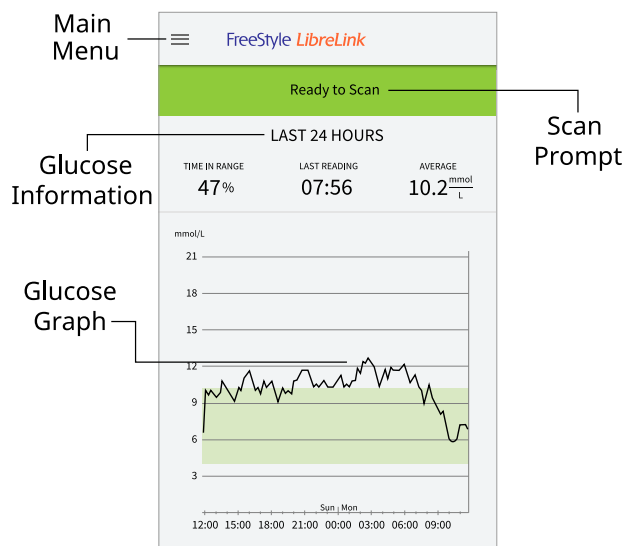 Main
Menu
FreeStyle LibreLink
Ready to Scan
Scan
Prompt
LAST 24 HOURS
Glucose
Information
TIME IN RANGE
LAST READING
AVERAGE
47%
07:56
10.2 mmol/L
mmol/L
21
18
15
12
9
6
3
Glucose
Graph
Sun Mon
12:00 15:00 18:00 21:00 00:00 03:00 06:00 09:00